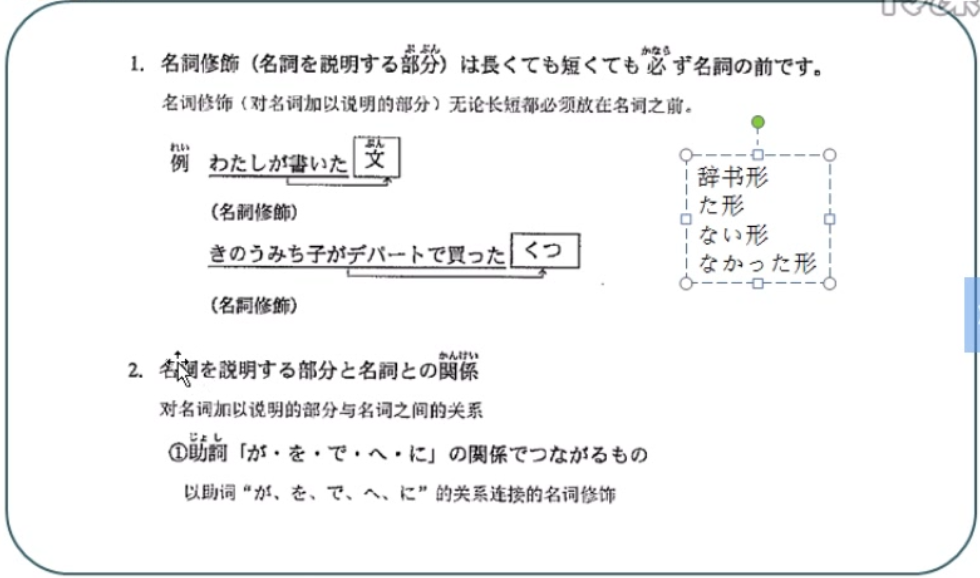 1. 名詞修飾（名詞を説明する部分）は長くても短くても必ず名詞の前です。
名词修饰（对名词加以说明的部分）无论长短都必须放在名词之前。
例 わたしが書いた 文
(名詞修飾)
きのうみち子がデパートで買った くつ
(名詞修飾)
辞书形
た形
ない形
なかった形
2. 名詞を説明する部分と名詞との関係
对名词加以说明的部分与名词之间的关系
①助詞「が・を・で・へ・に」の関係でつながるもの
以助词“が、を、で、へ、に”的关系连接的名词修饰